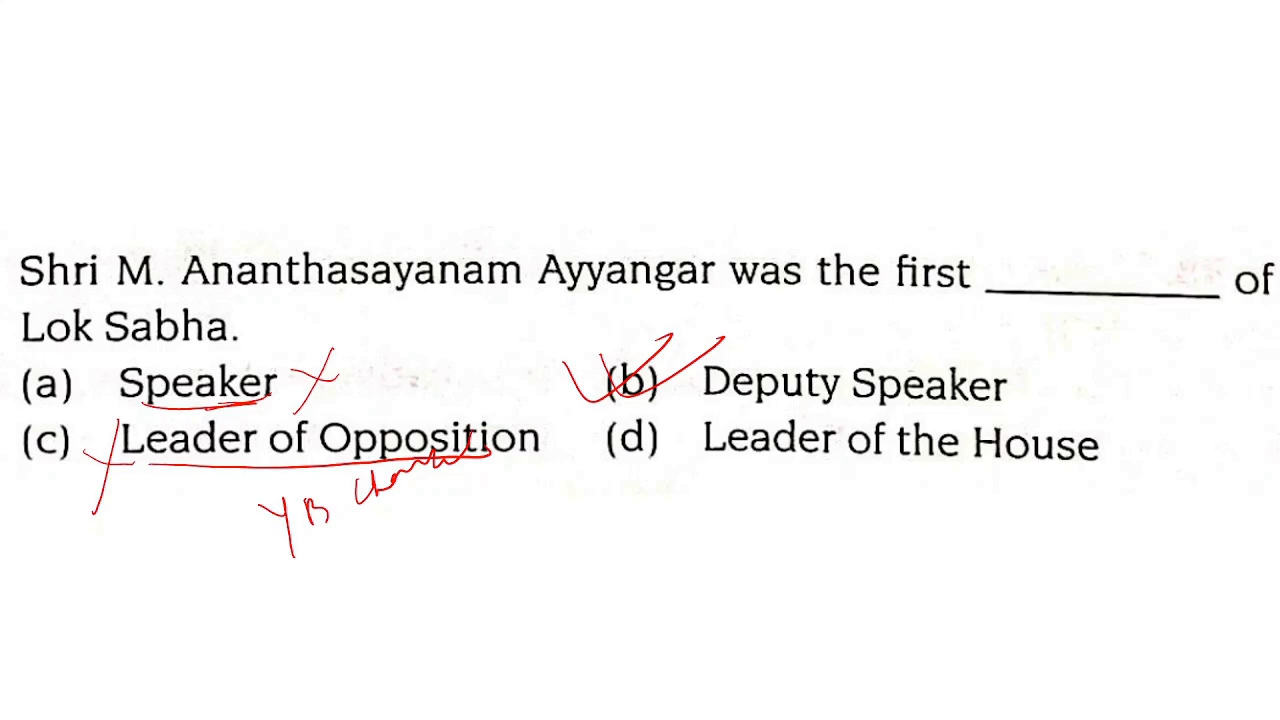 Shri M. Ananthasayanam Ayyangar was the first __________ of
Lok Sabha.
(a) Speaker (b) Deputy Speaker
(c) Leader of Opposition (d) Leader of the House
Y B